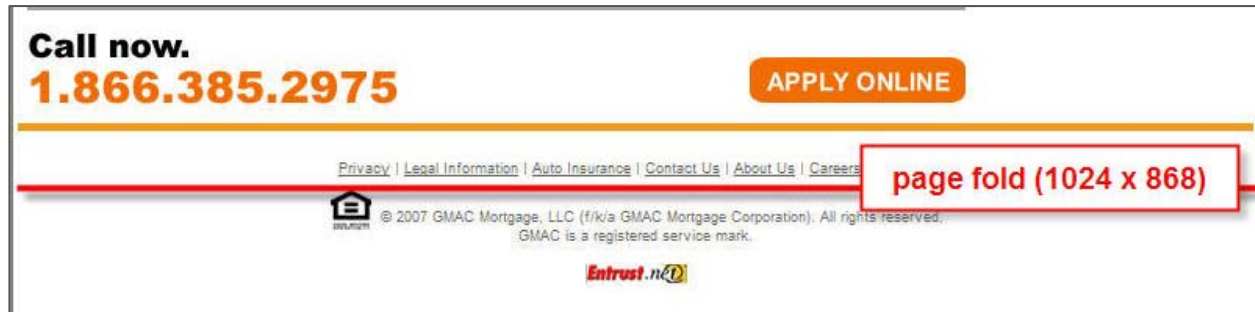 Call now.
1.866.385.2975
APPLY ONLINE
Privacy | Legal Information | Auto Insurance | Contact Us | About Us | Careers
page fold (1024 x 868)
© 2007 GMAC Mortgage, LLC (f/k/a GMAC Mortgage Corporation). All rights reserved.
GMAC is a registered service mark.
Entrust.net